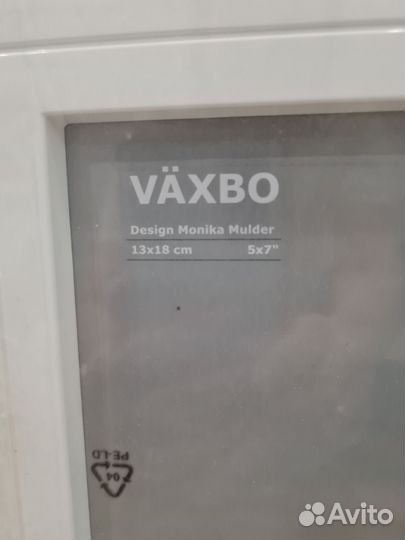 VÄXBO
Design Monika Mulder
13x18 cm 5x7"
04
PE-LD
Avito